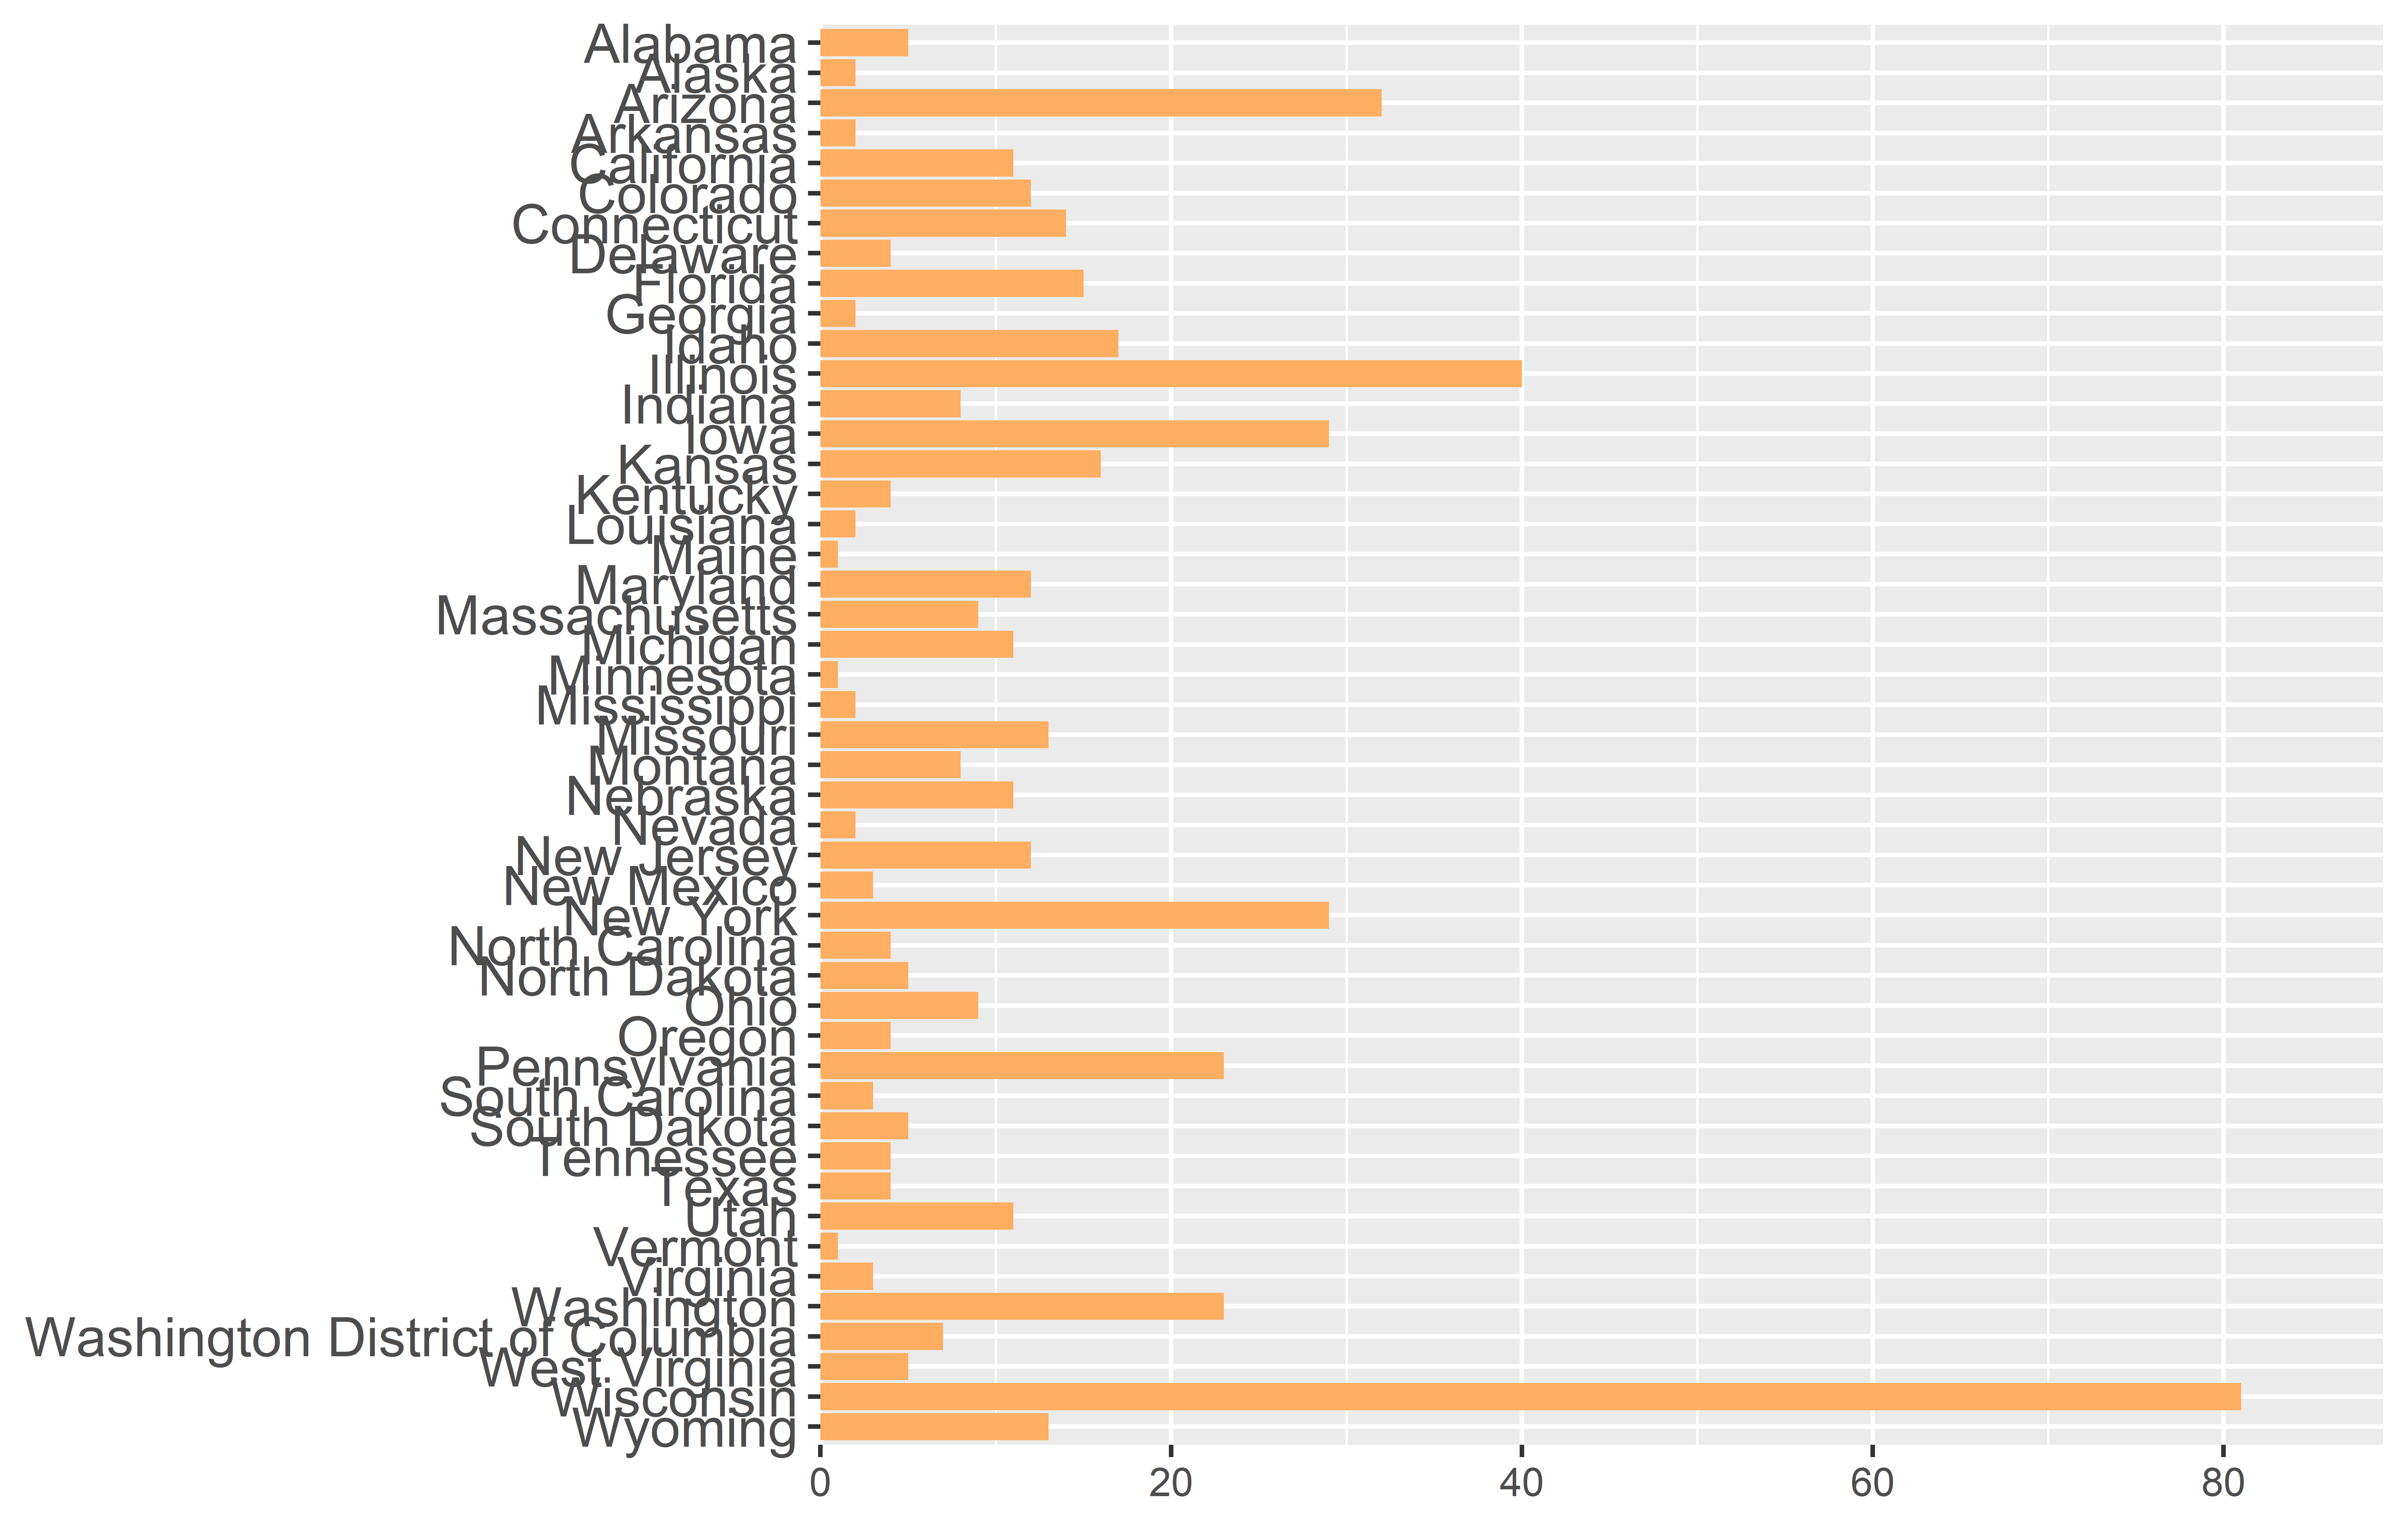 Alabama
Alaska
Arizona
Arkansas
California
Colorado
Connecticut
Delaware
Florida
Georgia
Idaho
Illinois
Indiana
Iowa
Kansas
Kentucky
Louisiana
Maine
Maryland
Massachusetts
Michigan
Minnesota
Mississippi
Missouri
Montana
Nebraska
Nevada
New Jersey
New Mexico
New York
North Carolina
North Dakota
Ohio
Oregon
Pennsylvania
South Carolina
South Dakota
Tennessee
Texas
Utah
Vermont
Virginia
Washington
Washington District of Columbia
West Virginia
Wisconsin
Wyoming
0 20 40 60 80